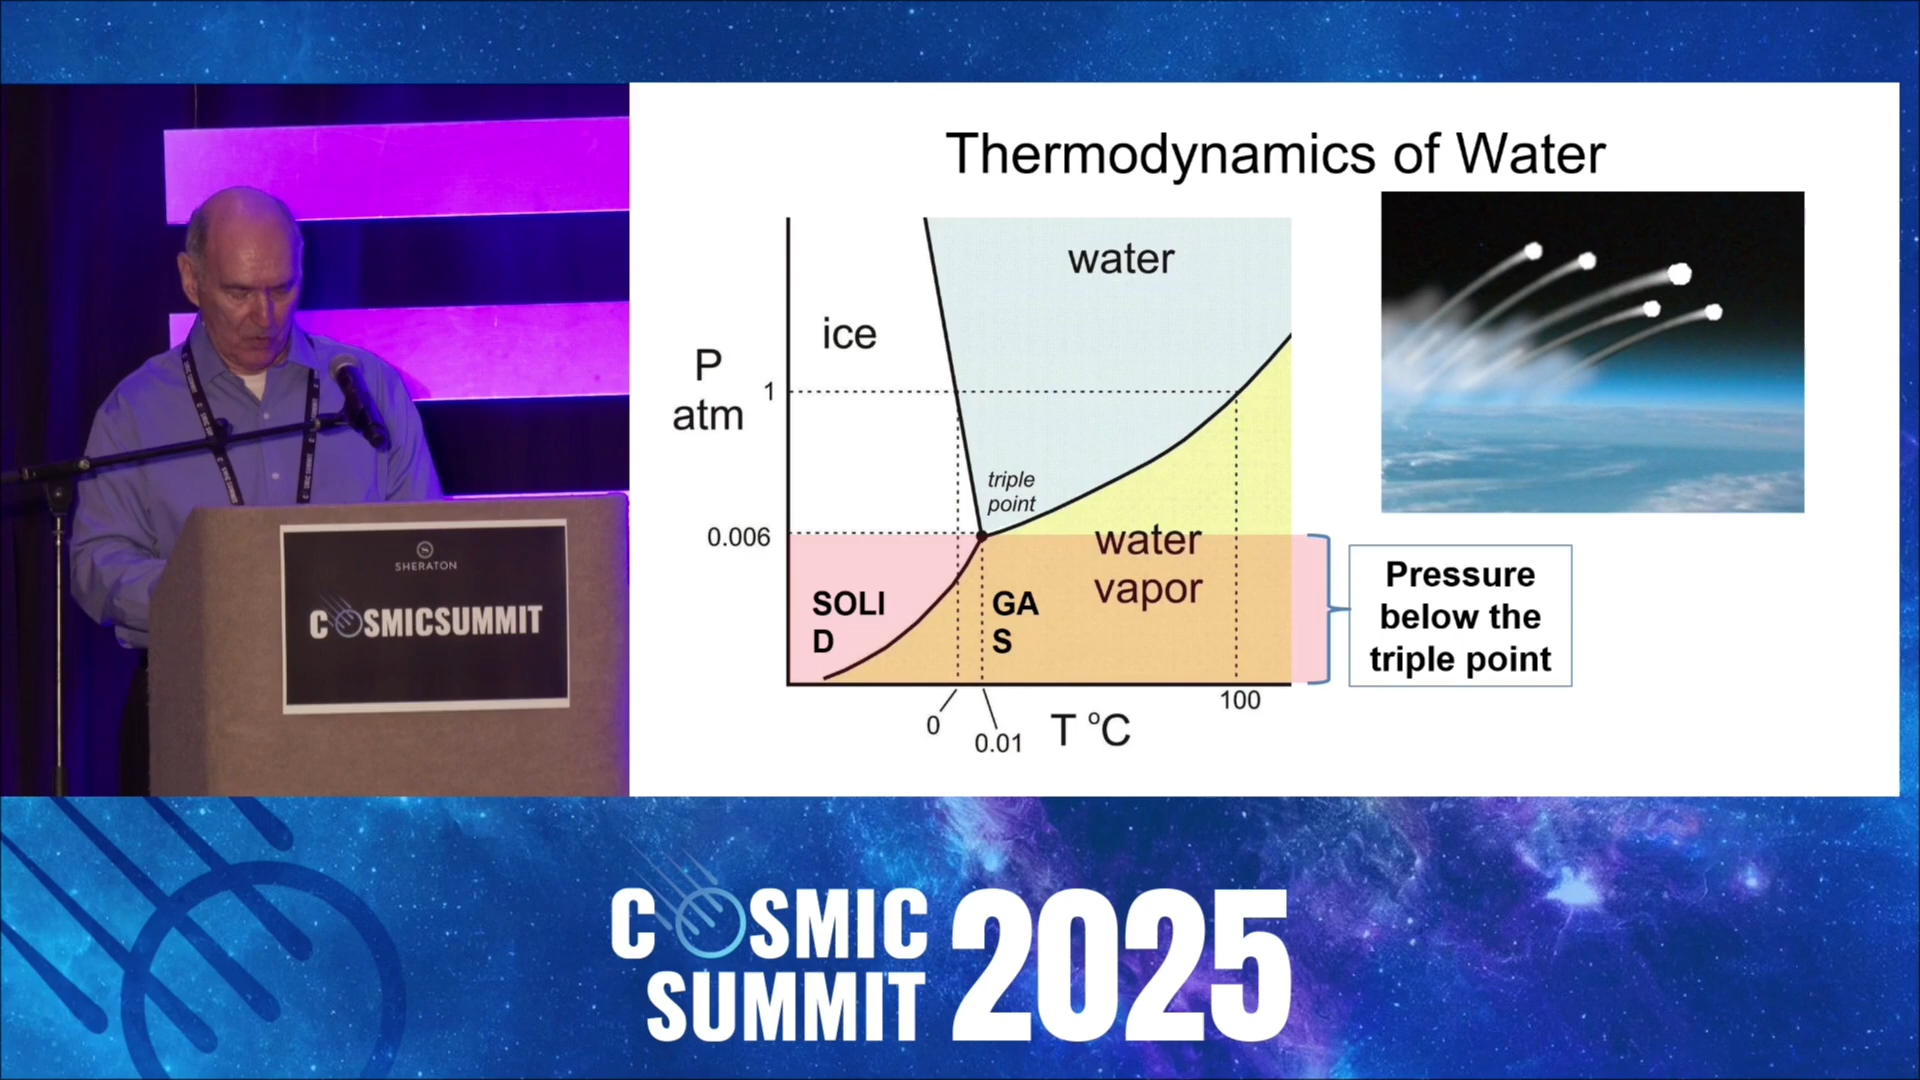 Thermodynamics of Water
water
ice
P
atm
1
triple
point
0.006
water
vapor
SOLI
D
GA
S
0
0.01
T °C
100
Pressure
below the
triple point
SHERATON
COSMICSUMMIT
COSMIC
SUMMIT
2025